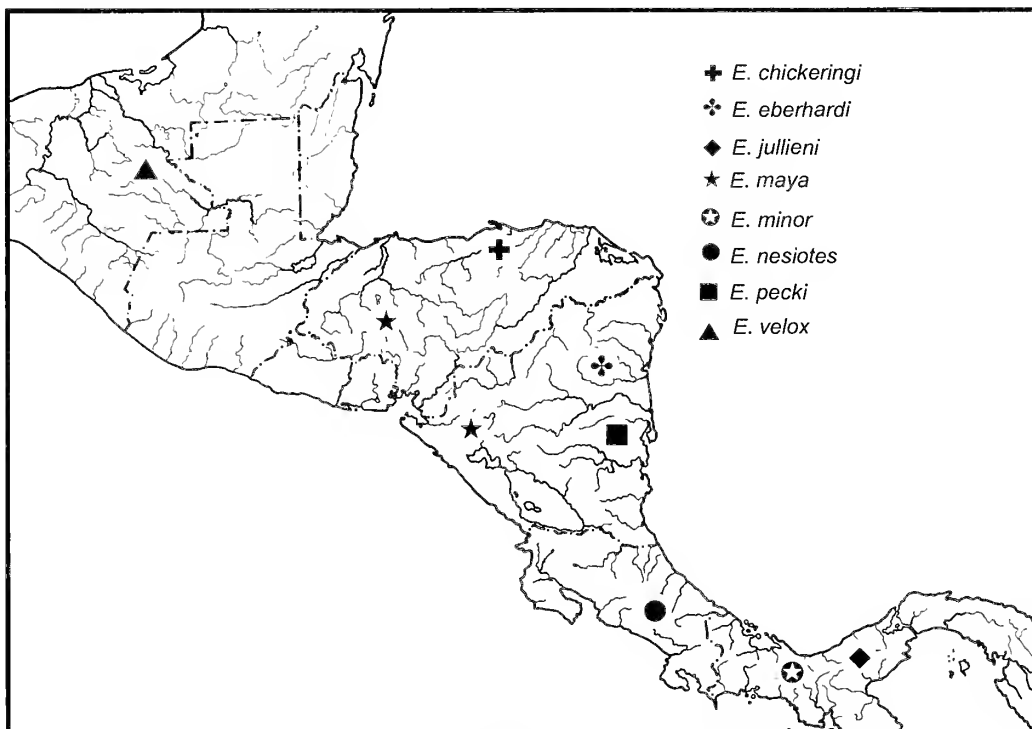 E. chickeringi
E. eberhardi
E. jullieni
E. maya
E. minor
E. nesiotes
E. pecki
E. velox